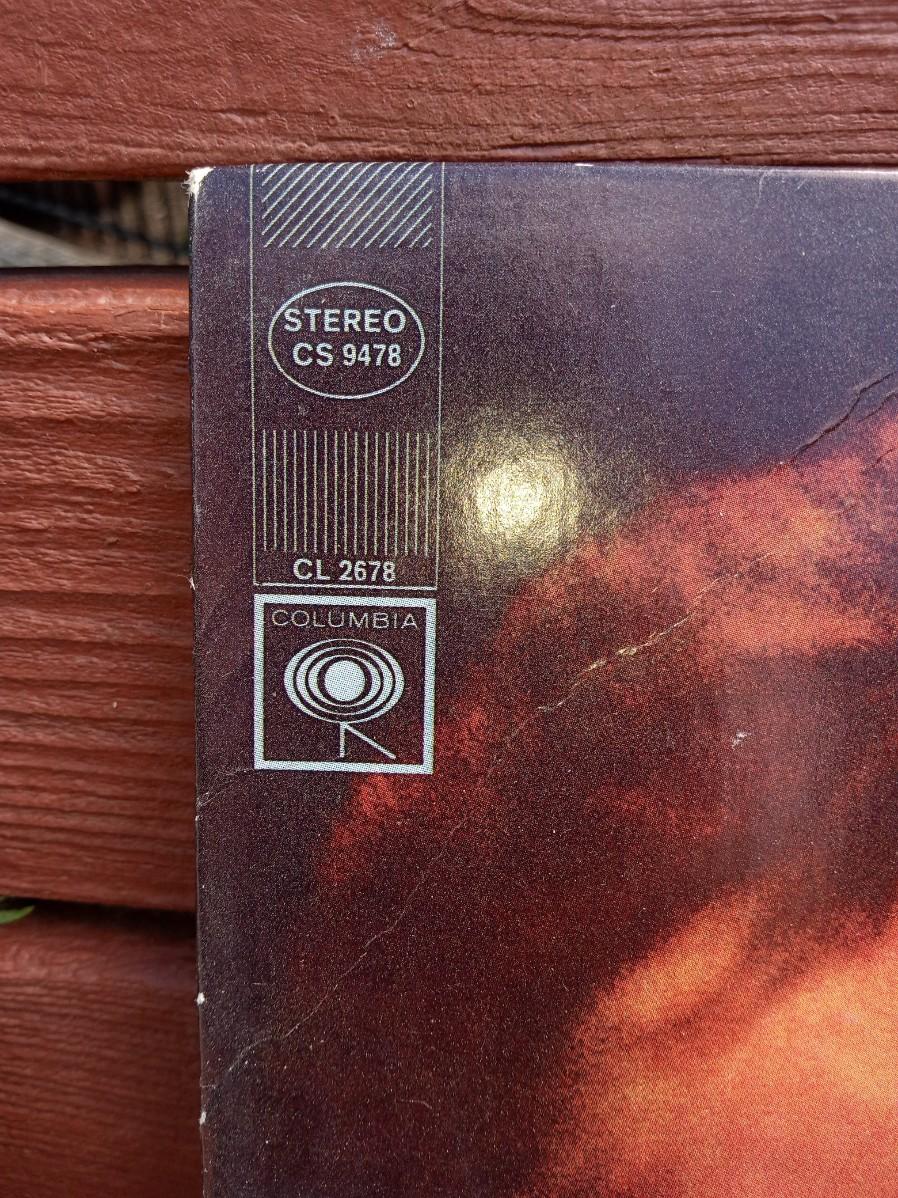 STEREO
CS 9478
CL 2678
COLUMBIA